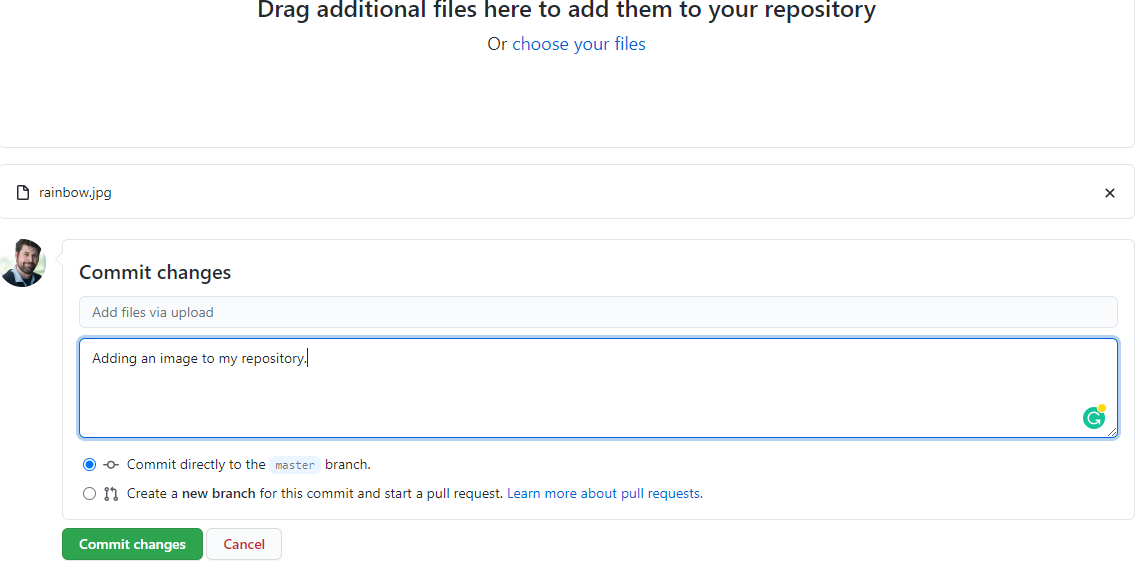 Drag additional files here to add them to your repository
Or choose your files
rainbow.jpg
Commit changes
Add files via upload
Adding an image to my repository.
Commit directly to the master branch.
Create a new branch for this commit and start a pull request. Learn more about pull requests.
Commit changes Cancel